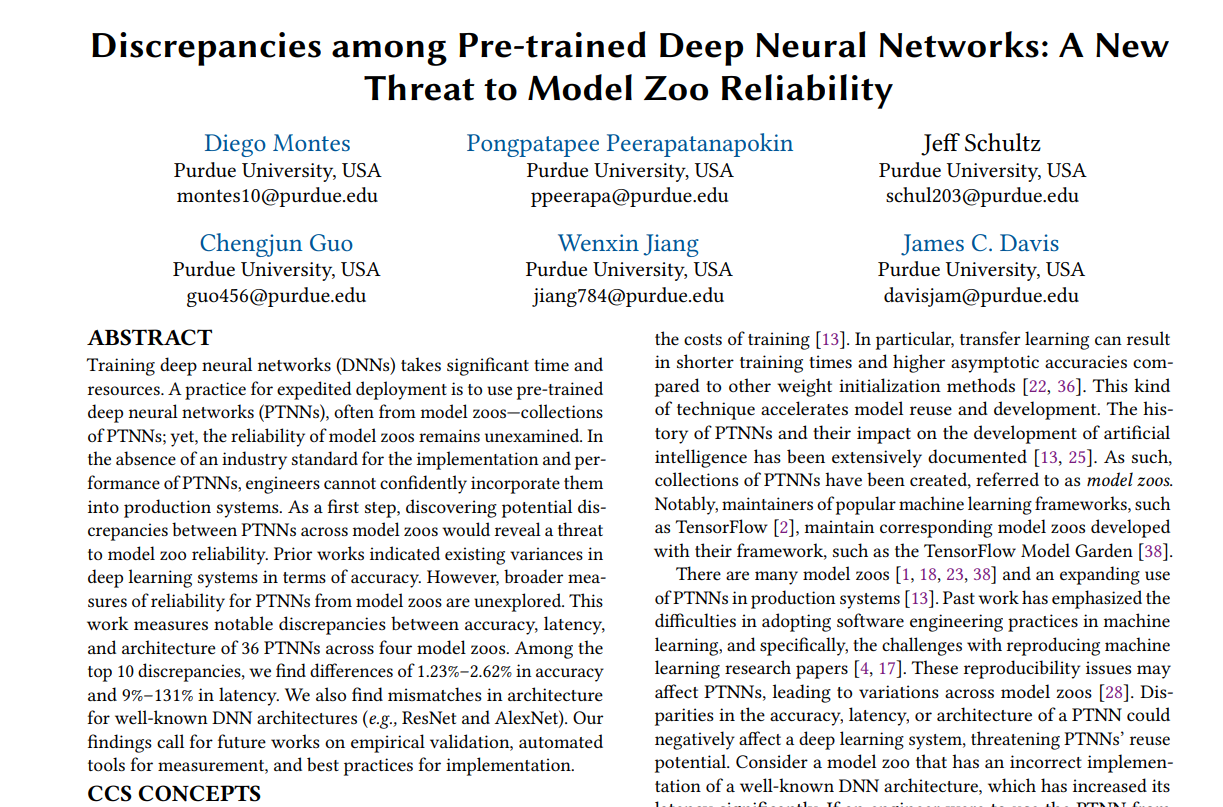 Discrepancies among Pre-trained Deep Neural Networks: A New
Threat to Model Zoo Reliability
Diego Montes
Purdue University, USA
montes10@purdue.edu
Pongpatapee Peerapatanapokin
Purdue University, USA
ppeerapa@purdue.edu
Jeff Schultz
Purdue University, USA
schul203@purdue.edu
Chengjun Guo
Purdue University, USA
guo456@purdue.edu
Wenxin Jiang
Purdue University, USA
jiang784@purdue.edu
James C. Davis
Purdue University, USA
davisjam@purdue.edu
ABSTRACT
Training deep neural networks (DNNs) takes significant time and
resources. A practice for expedited deployment is to use pre-trained
deep neural networks (PTNNs), often from model zoos—collections
of PTNNs; yet, the reliability of model zoos remains unexamined. In
the absence of an industry standard for the implementation and per-
formance of PTNNs, engineers cannot confidently incorporate them
into production systems. As a first step, discovering potential dis-
crepancies between PTNNs across model zoos would reveal a threat
to model zoo reliability. Prior works indicated existing variances in
deep learning systems in terms of accuracy. However, broader mea-
sures of reliability for PTNNs from model zoos are unexplored. This
work measures notable discrepancies between accuracy, latency,
and architecture of 36 PTNNs across four model zoos. Among the
top 10 discrepancies, we find differences of 1.23%–2.62% in accuracy
and 9%–131% in latency. We also find mismatches in architecture
for well-known DNN architectures (e.g., ResNet and AlexNet). Our
findings call for future works on empirical validation, automated
tools for measurement, and best practices for implementation.
CCS CONCEPTS
the costs of training [13]. In particular, transfer learning can result
in shorter training times and higher asymptotic accuracies com-
pared to other weight initialization methods [22, 36]. This kind
of technique accelerates model reuse and development. The his-
tory of PTNNs and their impact on the development of artificial
intelligence has been extensively documented [13, 25]. As such,
collections of PTNNs have been created, referred to as model zoos.
Notably, maintainers of popular machine learning frameworks, such
as TensorFlow [2], maintain corresponding model zoos developed
with their framework, such as the TensorFlow Model Garden [38].
There are many model zoos [1, 18, 23, 38] and an expanding use
of PTNNs in production systems [13]. Past work has emphasized the
difficulties in adopting software engineering practices in machine
learning, and specifically, the challenges with reproducing machine
learning research papers [4, 17]. These reproducibility issues may
affect PTNNs, leading to variations across model zoos [28]. Dis-
parities in the accuracy, latency, or architecture of a PTNN could
negatively affect a deep learning system, threatening PTNNs' reuse
potential. Consider a model zoo that has an incorrect implemen-
tation of a well-known DNN architecture, which has increased its